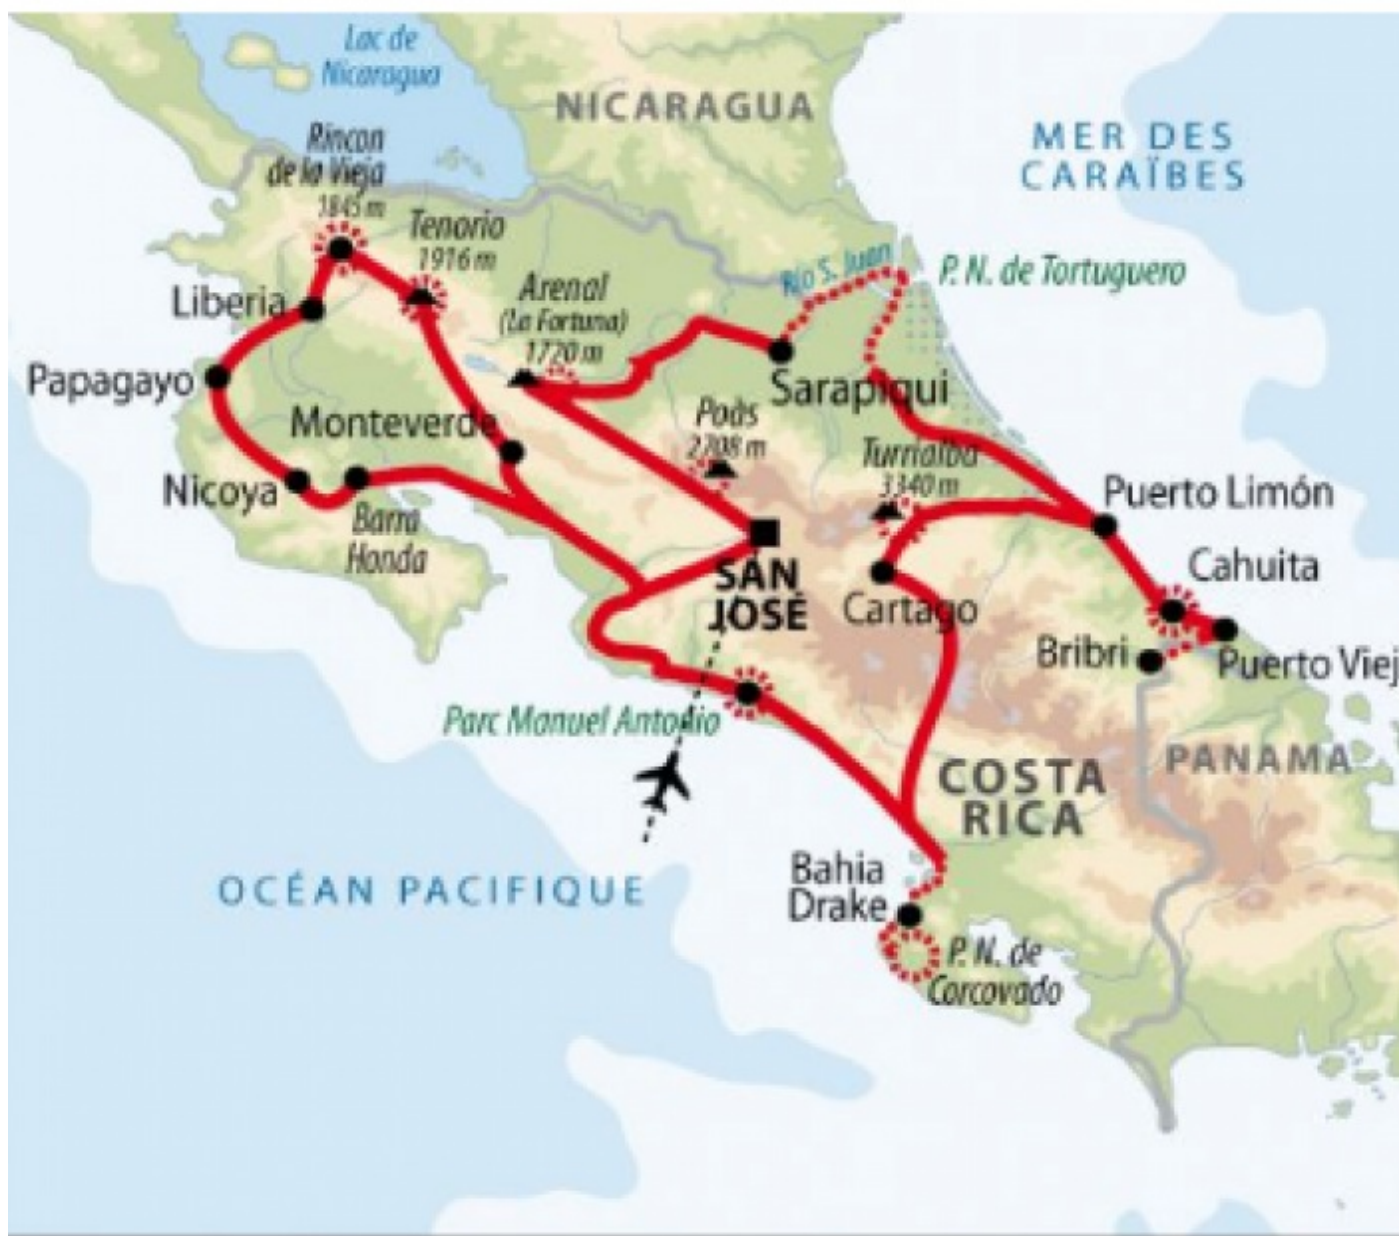 Lac de
Nicaragua
NICARAGUA
MER DES
CARAÏBES
Rincon
de la Vieja
1845 m
Tenorio
1916 m
Arenal
(La Fortuna)
1720 m
Río S. Juan
P. N. de Tortuguero
Liberia
Papagayo
Sarapiqui
Monteverde
Poàs
2708 m
Turrialba
3340 m
Nicoya
Barra
Honda
Puerto Limón
SAN
JOSÉ
Cartago
Cahuita
Bribri
Puerto Viej
Parc Manuel Antonio
COSTA
RICA
PANAMA
OCÉAN PACIFIQUE
Bahia
Drake
P. N. de
Corcovado